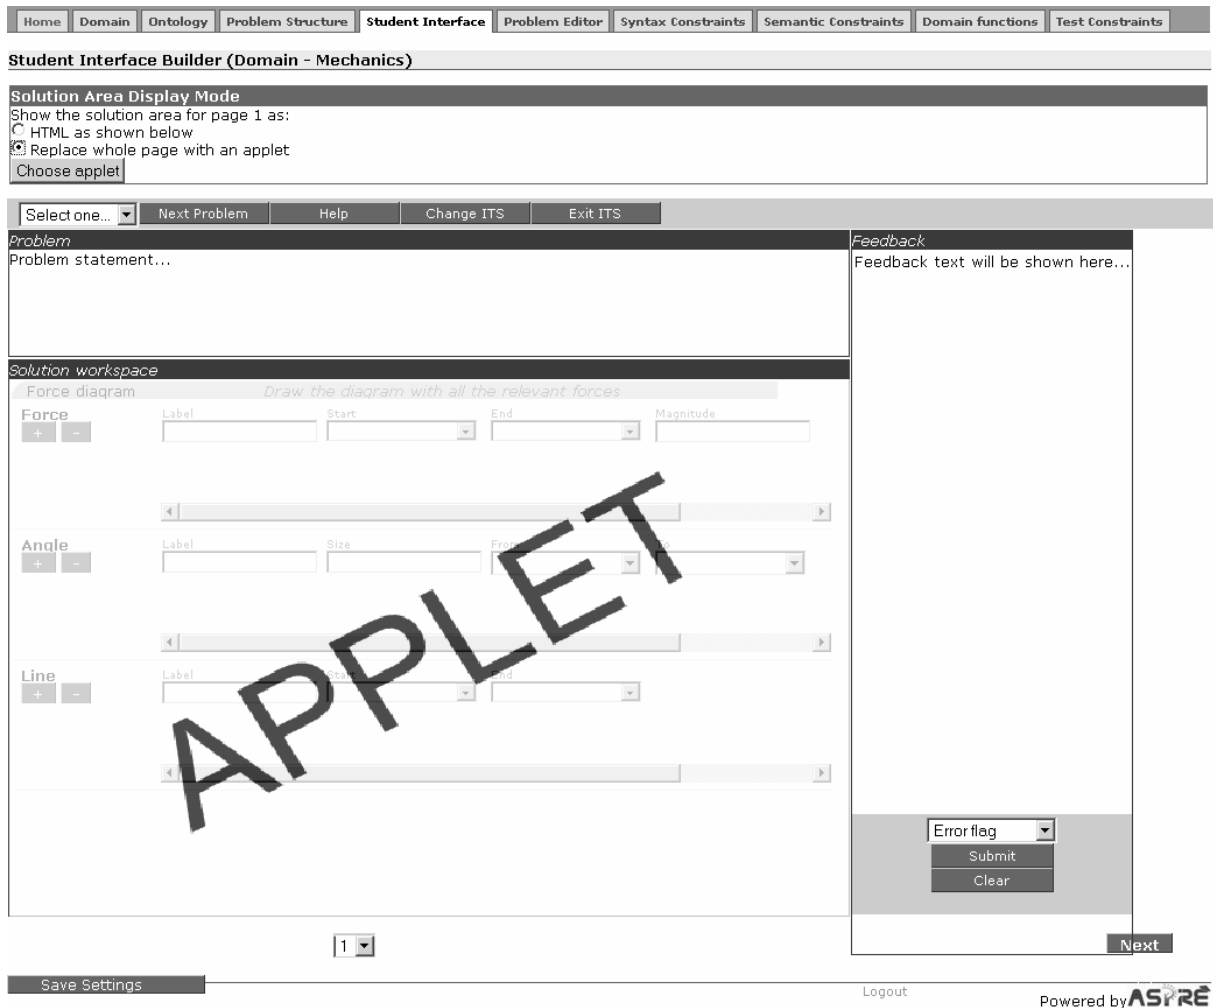 Home Domain Ontology Problem Structure Student Interface Problem Editor Syntax Constraints Semantic Constraints Domain functions Test Constraints
Student Interface Builder (Domain - Mechanics)
Solution Area Display Mode
Show the solution area for page 1 as:
HTML as shown below
Replace whole page with an applet
Choose applet
Select one... Next Problem Help Change ITS Exit ITS
Problem
Problem statement...
Feedback
Feedback text will be shown here...
Solution workspace
Force diagram Draw the diagram with all the relevant forces
Force Label Start End Magnitude
+ -
Angle Label Size From To
+ -
Line Label Start End
+ -
APPLET
Error flag
Submit
Clear
1
Next
Save Settings
Logout
Powered by ASPIRE